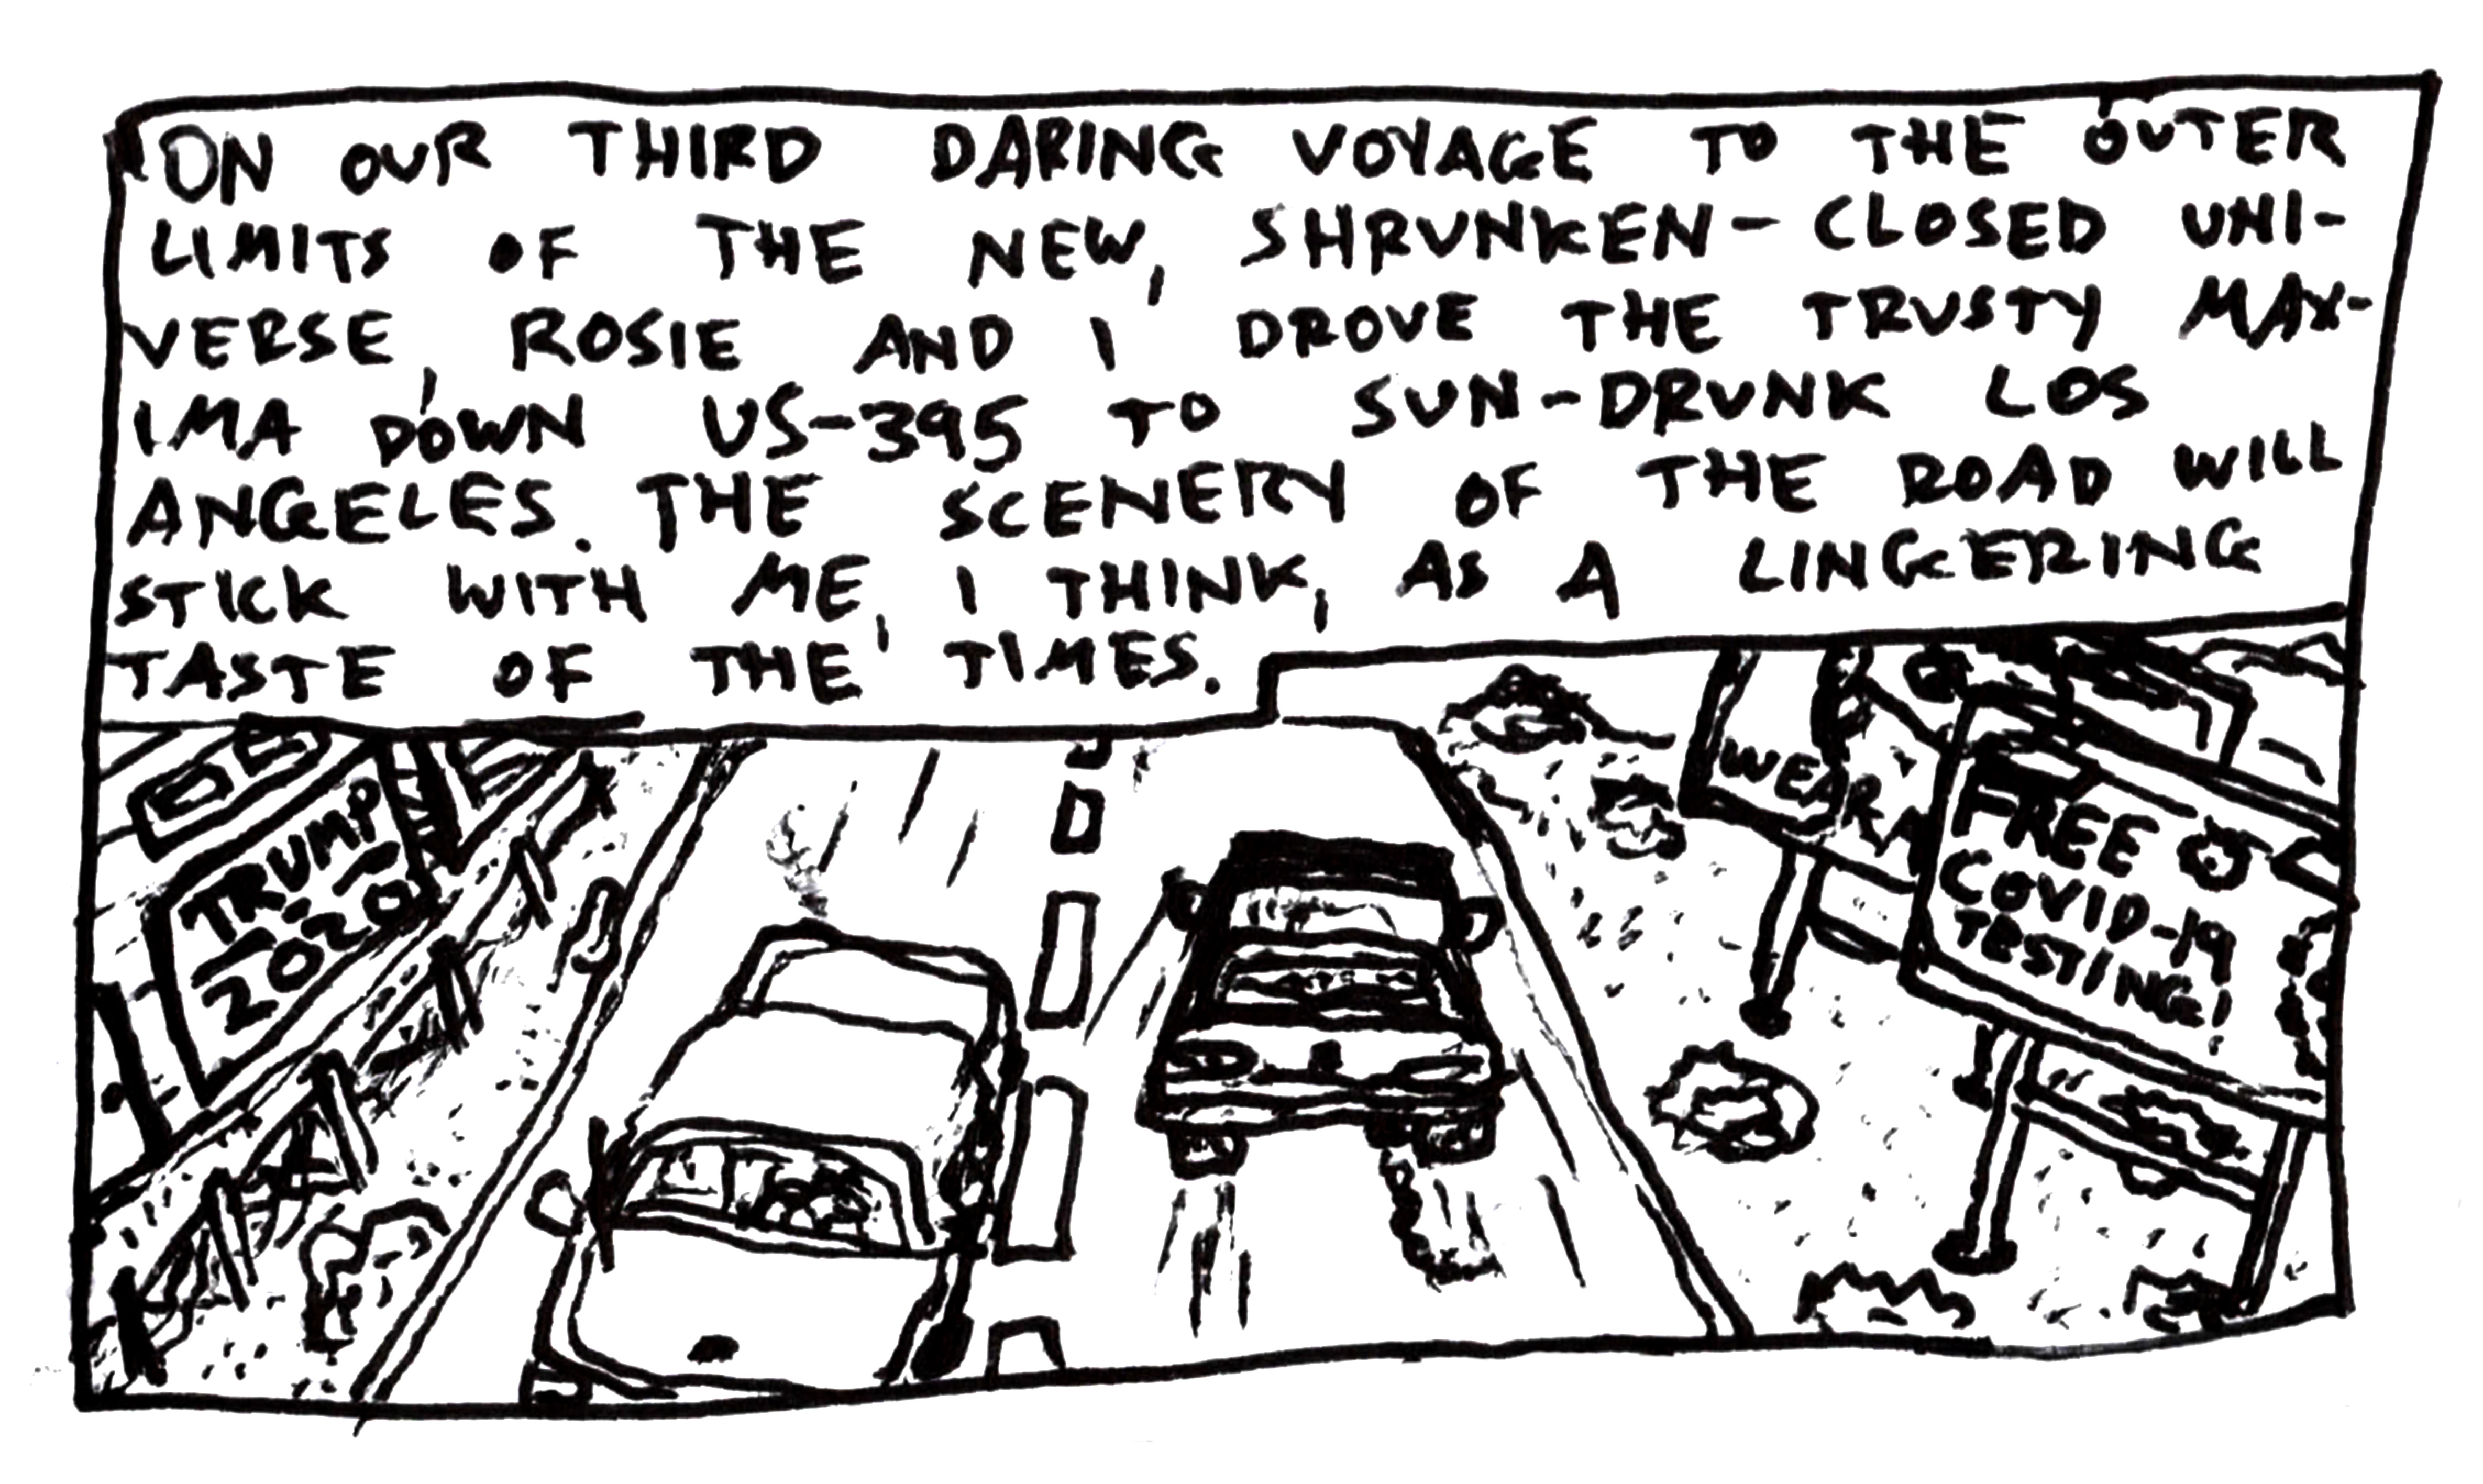 ON OUR THIRD DARING VOYAGE TO THE OUTER
LIMITS OF THE NEW, SHRUNKEN-CLOSED UNI-
VERSE, ROSIE AND I DROVE THE TRUSTY MAX-
IMA DOWN US-395 TO SUN-DRUNK LOS
ANGELES. THE SCENERY OF THE ROAD WILL
STICK WITH ME, I THINK, AS A LINGERING
TASTE OF THE TIMES.
TRUMP
2020
WEAR A
FREE
COVID-19
TESTING!